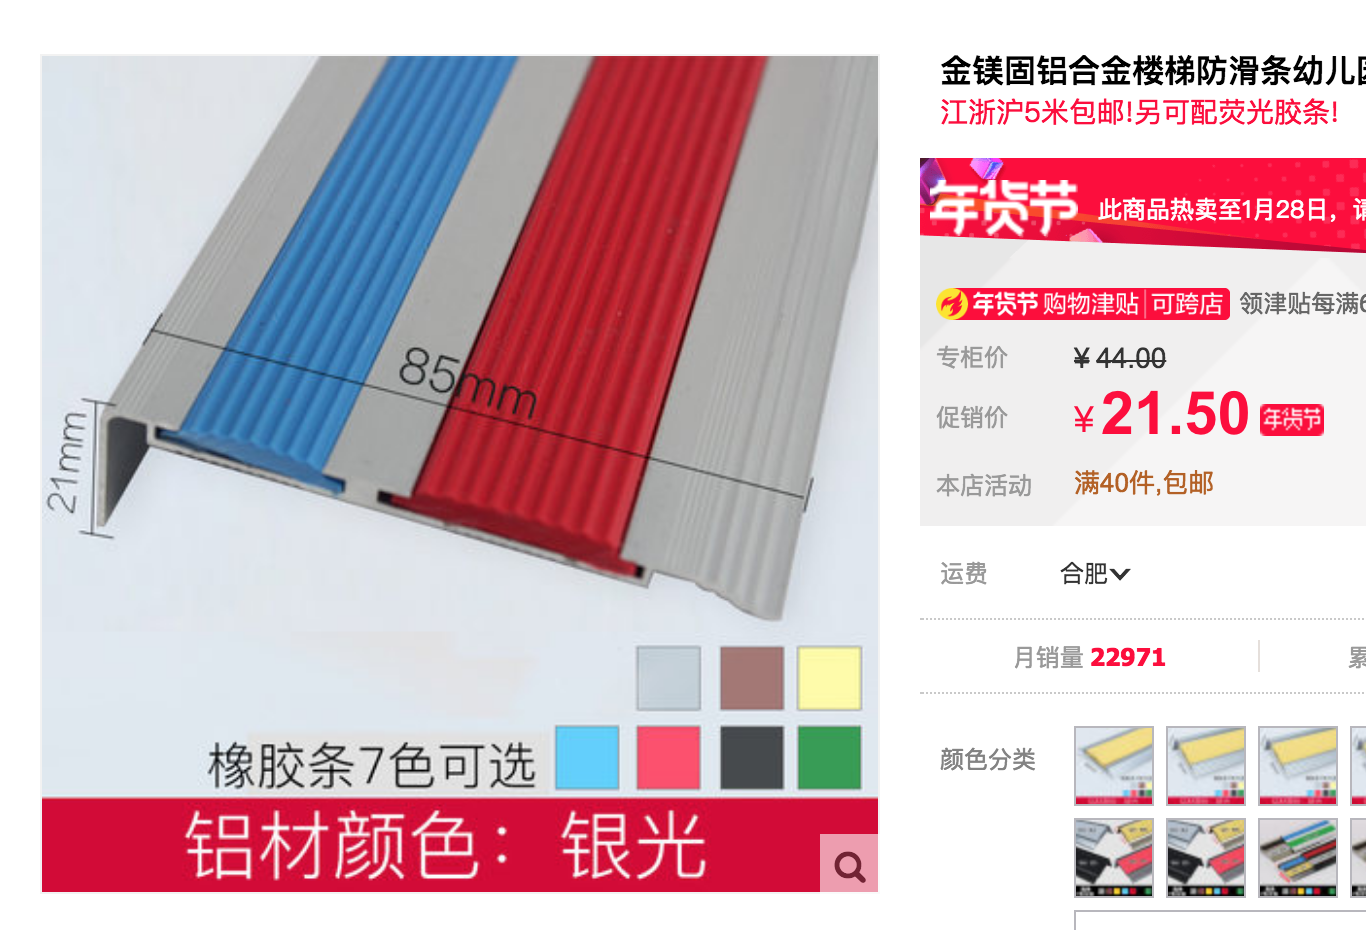 金镁固铝合金楼梯防滑条幼儿
江浙沪5米包邮!另可配荧光胶条!
年货节
此商品热卖至1月28日，请
年货节 购物津贴 可跨店 领津贴每满6
专柜价 ¥ 44.00
促销价 ¥ 21.50 年货节
本店活动 满40件,包邮
运费 合肥
月销量 22971 累
颜色分类
85mm
21mm
橡胶条7色可选
铝材颜色：银光